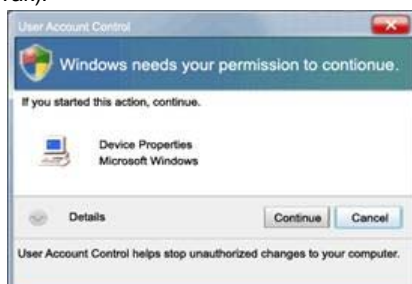 User Account Control
Windows needs your permission to contionue.
If you started this action, continue.
Device Properties
Microsoft Windows
Details
Continue
Cancel
User Account Control helps stop unauthorized changes to your computer.